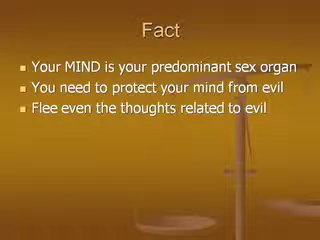 Fact
Your MIND is your predominant sex organ
You need to protect your mind from evil
Flee even the thoughts related to evil